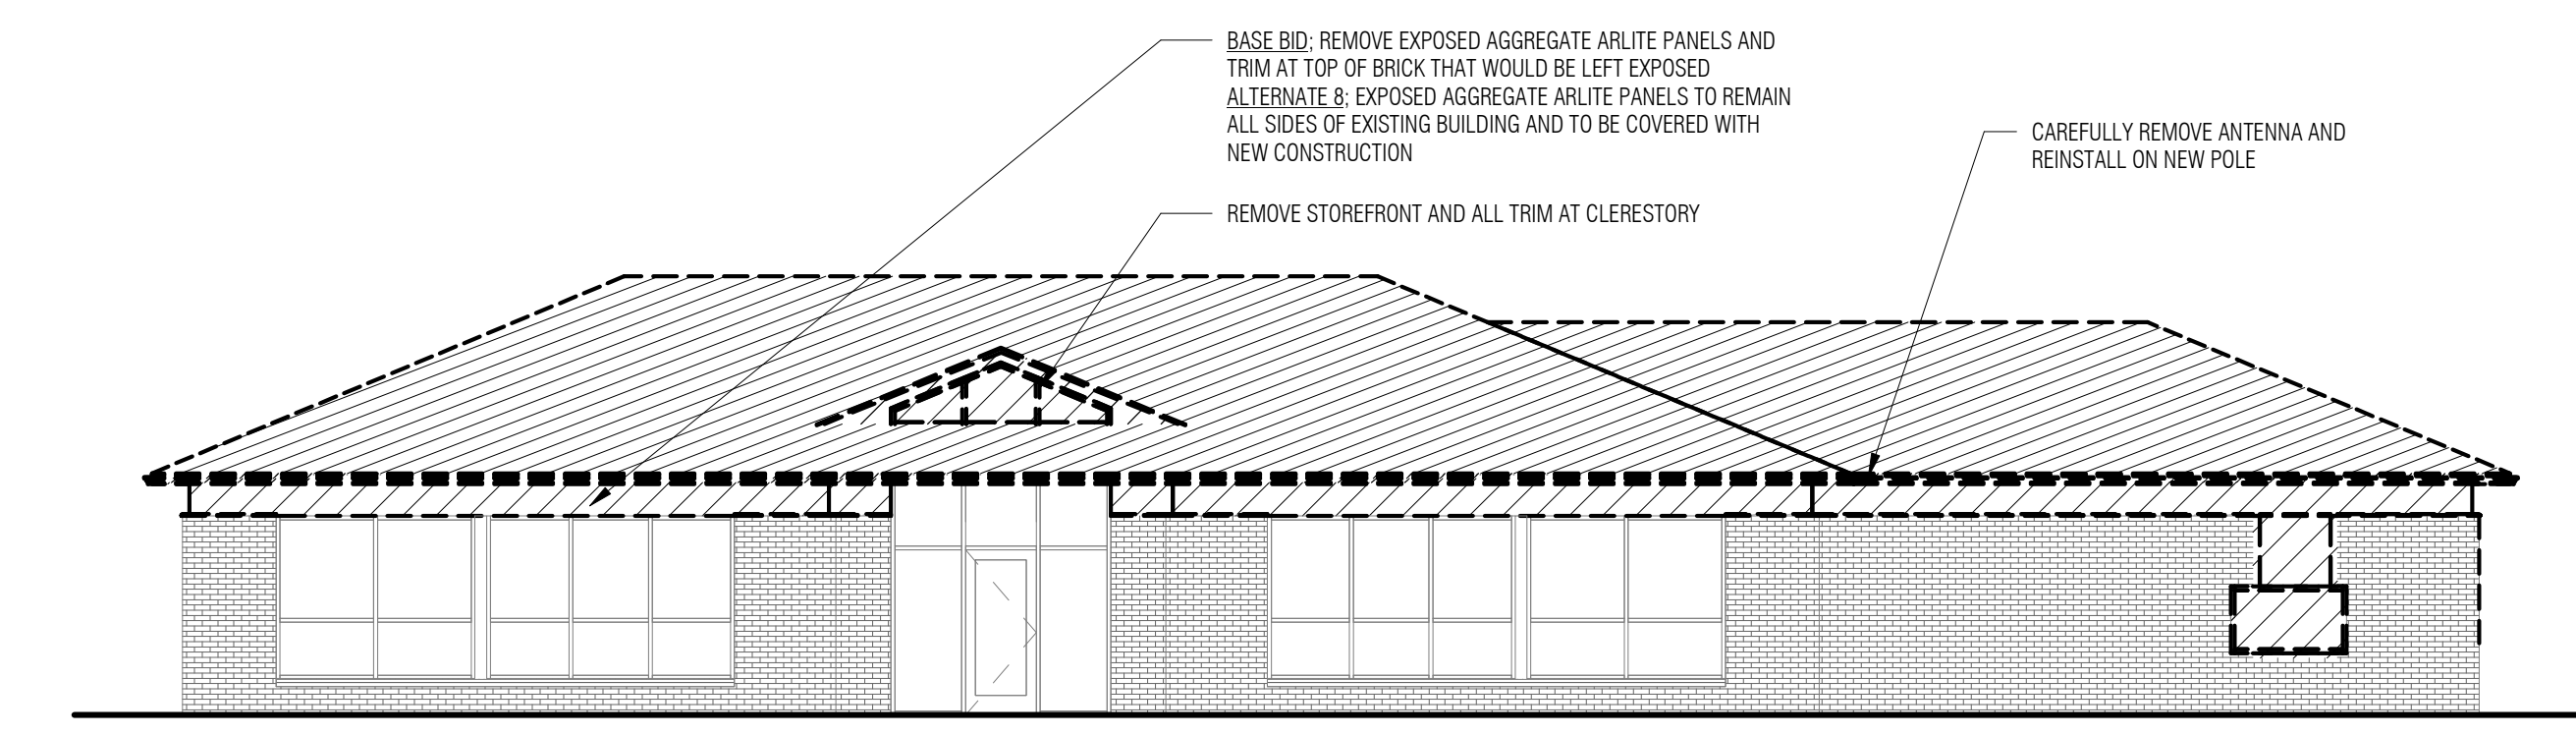 BASE BID; REMOVE EXPOSED AGGREGATE ARLITE PANELS AND
TRIM AT TOP OF BRICK THAT WOULD BE LEFT EXPOSED
ALTERNATE 8; EXPOSED AGGREGATE ARLITE PANELS TO REMAIN
ALL SIDES OF EXISTING BUILDING AND TO BE COVERED WITH
NEW CONSTRUCTION
CAREFULLY REMOVE ANTENNA AND
REINSTALL ON NEW POLE
REMOVE STOREFRONT AND ALL TRIM AT CLERESTORY